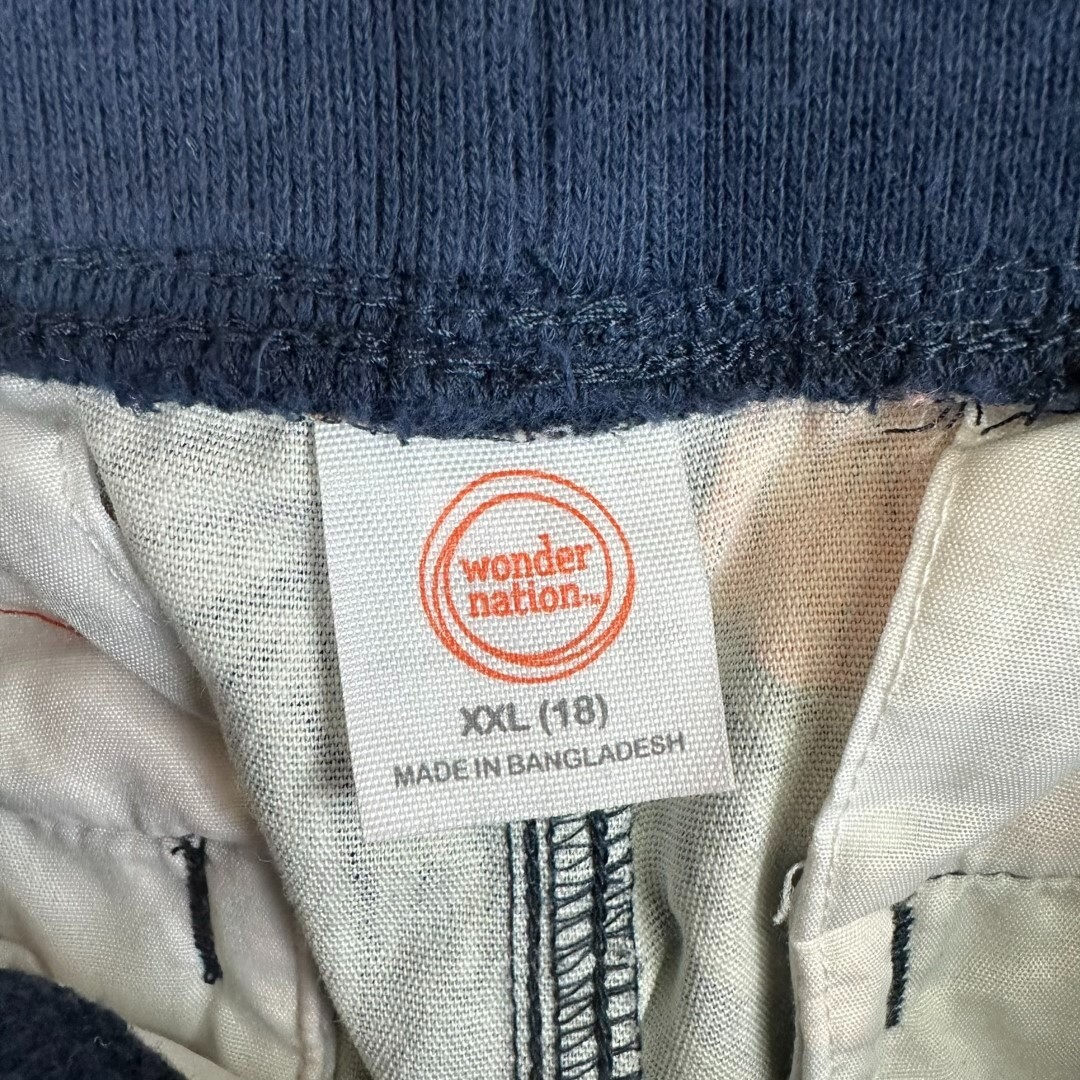 wonder
nation™
XXL (18)
MADE IN BANGLADESH